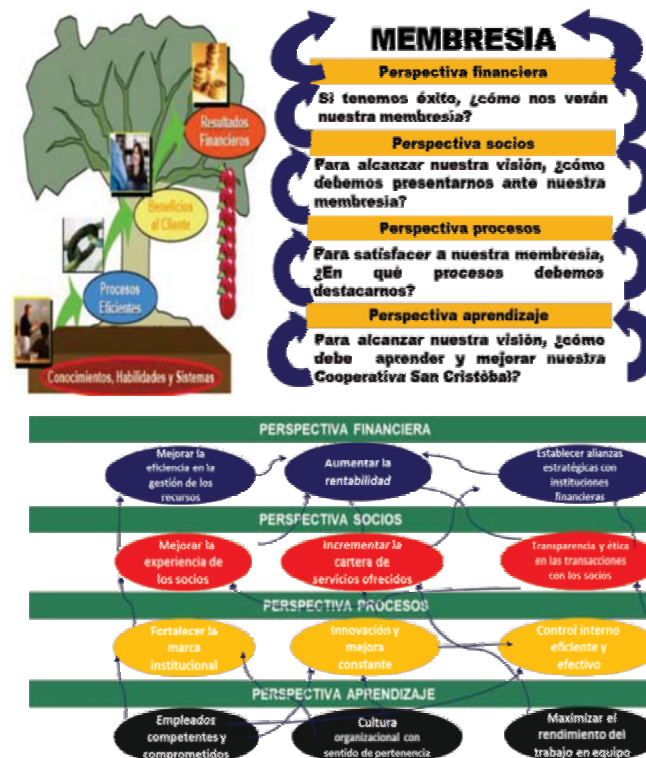 Resultados
Financieros
Beneficios
al Cliente
Procesos
Eficientes
Conocimientos, Habilidades y Sistemas
MEMBRESIA
Perspectiva financiera
Si tenemos éxito, ¿cómo nos verán
nuestra membresia?
Perspectiva socios
Para alcanzar nuestra visión, ¿cómo
debemos presentarnos ante nuestra
membresia?
Perspectiva procesos
Para satisfacer a nuestra membresia,
¿En qué procesos debemos
destacarnos?
Perspectiva aprendizaje
Para alcanzar nuestra visión, ¿cómo
debe aprender y mejorar nuestra
Cooperativa San Cristóbal?
PERSPECTIVA FINANCIERA
Mejorar la
eficiencia en la
gestión de los
recursos
Aumentar la
rentabilidad
Establecer alianzas
estratégicas con
instituciones
financieras
PERSPECTIVA SOCIOS
Mejorar la
experiencia de
los socios
Incrementar la
cartera de
servicios ofrecidos
Transparencia y ética
en las transacciones
con los socios
PERSPECTIVA PROCESOS
Fortalecer la
marca
institucional
Innovación y
mejora
constante
Control interno
eficiente y
efectivo
PERSPECTIVA APRENDIZAJE
Empleados
competentes y
comprometidos
Cultura
organizacional con
sentido de pertenencia
Maximizar el
rendimiento del
trabajo en equipo